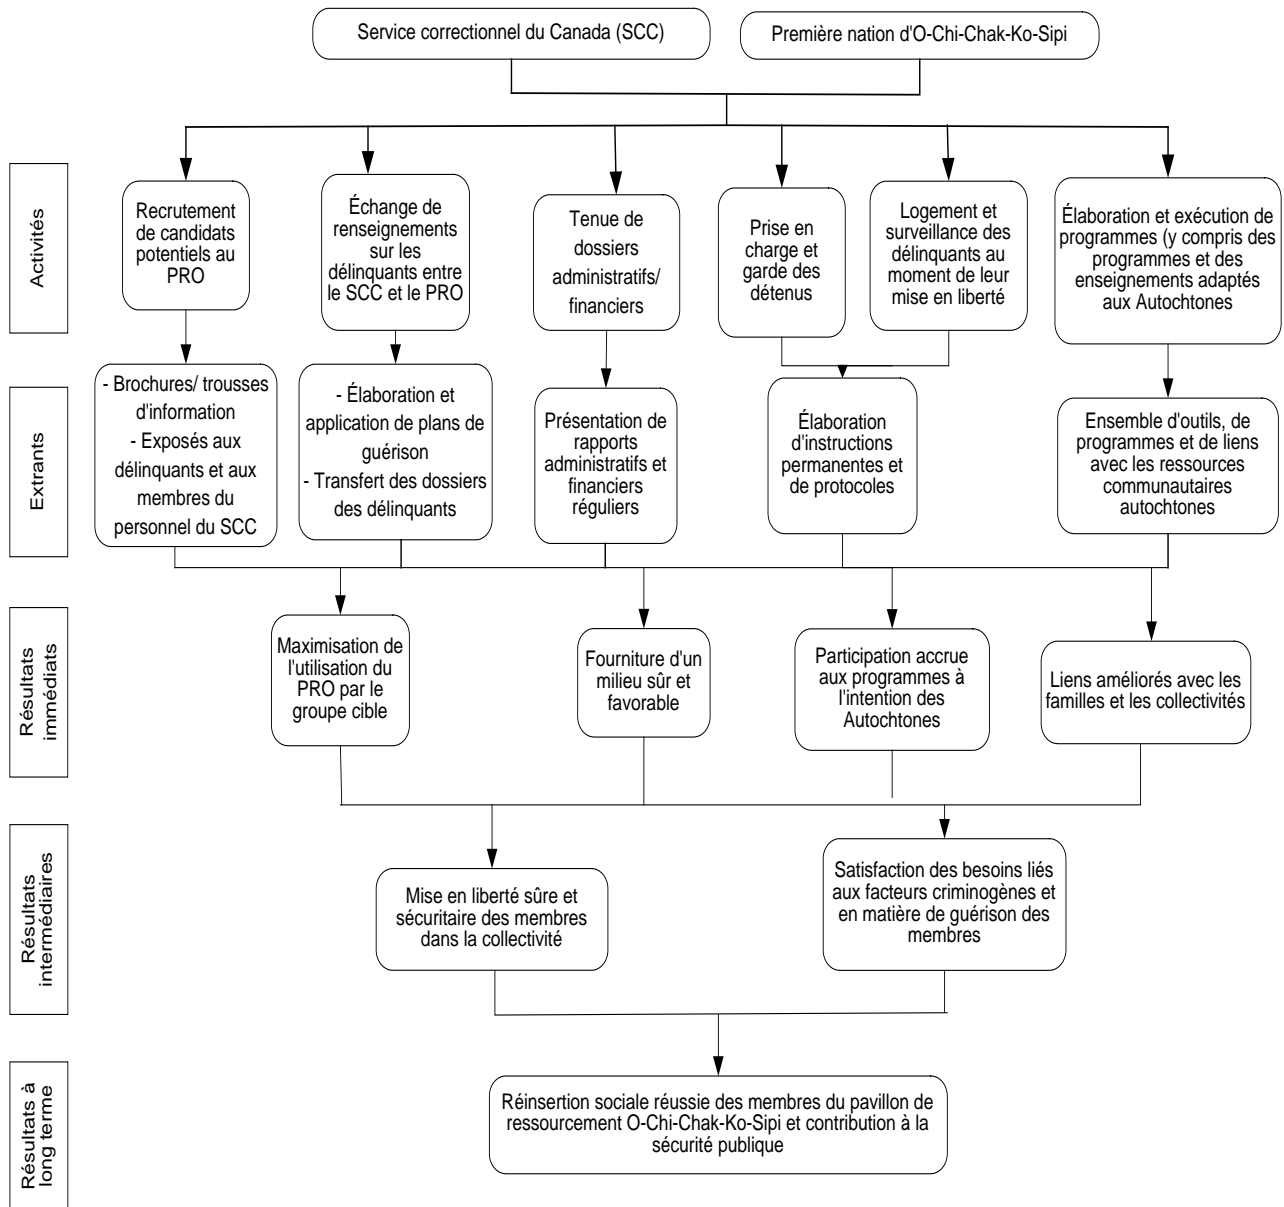 Service correctionnel du Canada (SCC)
Première nation d'O-Chi-Chak-Ko-Sipi
Activités
Recrutement
de candidats
potentiels au
PRO
Échange de
renseignements
sur les
délinquants entre
le SCC et le PRO
Tenue de
dossiers
administratifs/
financiers
Prise en
charge et
garde des
détenus
Logement et
surveillance des
délinquants au
moment de leur
mise en liberté
Élaboration et exécution de
programmes (y compris des
programmes et des
enseignements adaptés
aux Autochtones
Extrants
- Brochures/ trousses
d'information
- Exposés aux
délinquants et aux
membres du
personnel du SCC
- Élaboration et
application de plans de
guérison
- Transfert des dossiers
des délinquants
Présentation de
rapports
administratifs et
financiers
réguliers
Élaboration
d'instructions
permanentes et
de protocoles
Ensemble d'outils, de
programmes et de liens
avec les ressources
communautaires
autochtones
Résultats
immédiats
Maximisation de
l'utilisation du
PRO par le
groupe cible
Fourniture d'un
milieu sûr et
favorable
Participation accrue
aux programmes à
l'intention des
Autochtones
Liens améliorés avec les
familles et les collectivités
Résultats
intermédiaires
Mise en liberté sûre et
sécuritaire des membres
dans la collectivité
Satisfaction des besoins liés
aux facteurs criminogènes et
en matière de guérison des
membres
Résultats à
long terme
Réinsertion sociale réussie des membres du pavillon de
ressourcement O-Chi-Chak-Ko-Sipi et contribution à la
sécurité publique